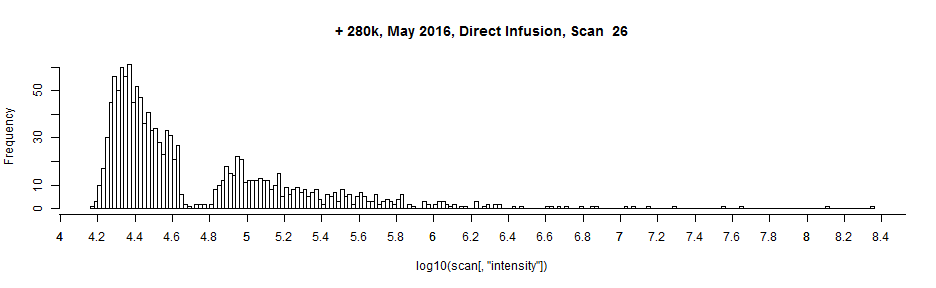 + 280k, May 2016, Direct Infusion, Scan 26
Frequency
50
30
10
0
4 4.2 4.4 4.6 4.8 5 5.2 5.4 5.6 5.8 6 6.2 6.4 6.6 6.8 7 7.2 7.4 7.6 7.8 8 8.2 8.4
log10(scan[, "intensity"])